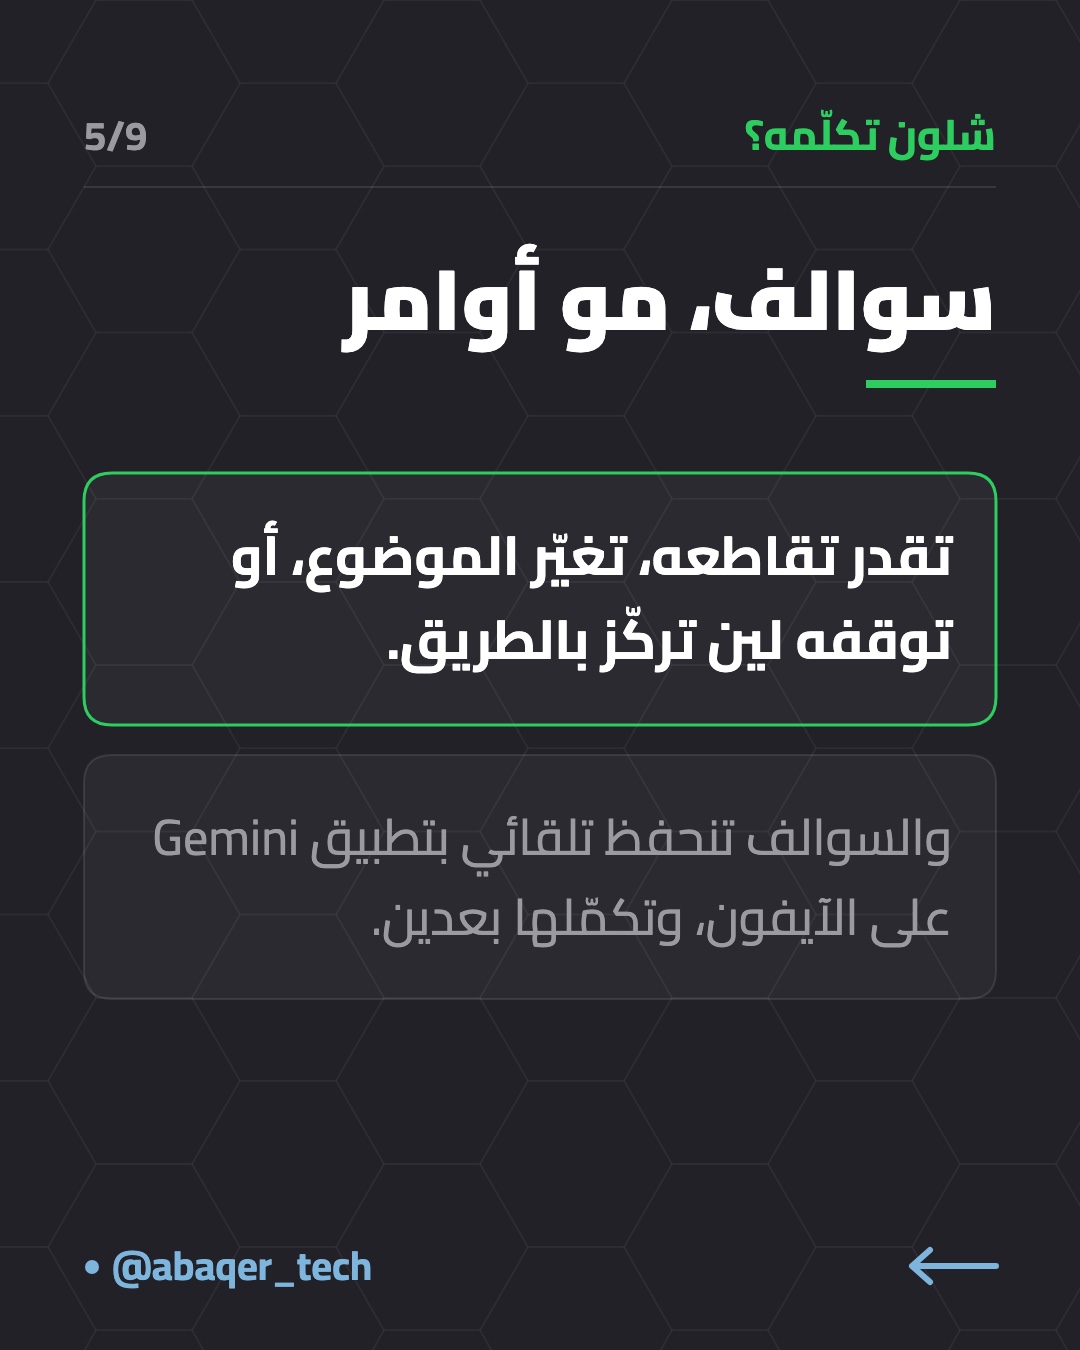 شلون تكلّمه؟
5/9
سوالف، مو أوامر
تقدر تقاطعه، تغيّر الموضوع، أو
توقفه لين تركّز بالطريق.
والسوالف تنحفظ تلقائي بتطبيق Gemini
على الآيفون، وتكمّلها بعدين.
@abaqer_tech